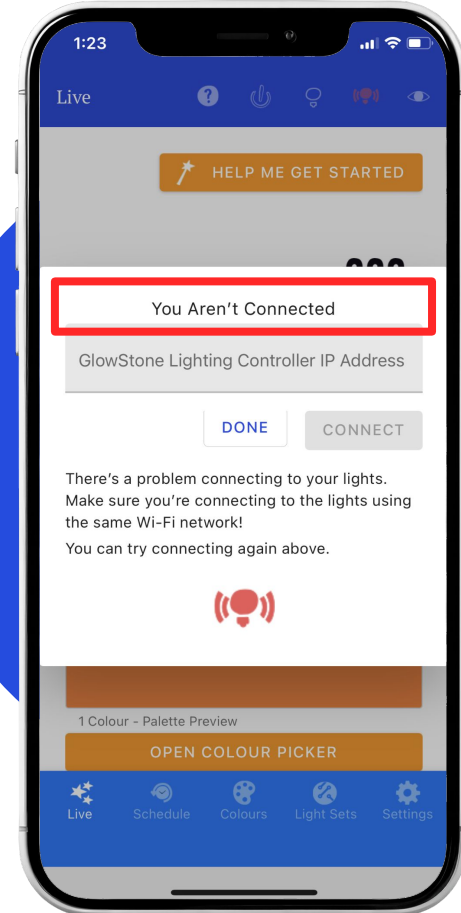 1:23
Live
HELP ME GET STARTED
You Aren't Connected
GlowStone Lighting Controller IP Address
DONE
CONNECT
There's a problem connecting to your lights.
Make sure you're connecting to the lights using
the same Wi-Fi network!
You can try connecting again above.
1 Colour - Palette Preview
OPEN COLOUR PICKER
Live Schedule Colours Light Sets Settings